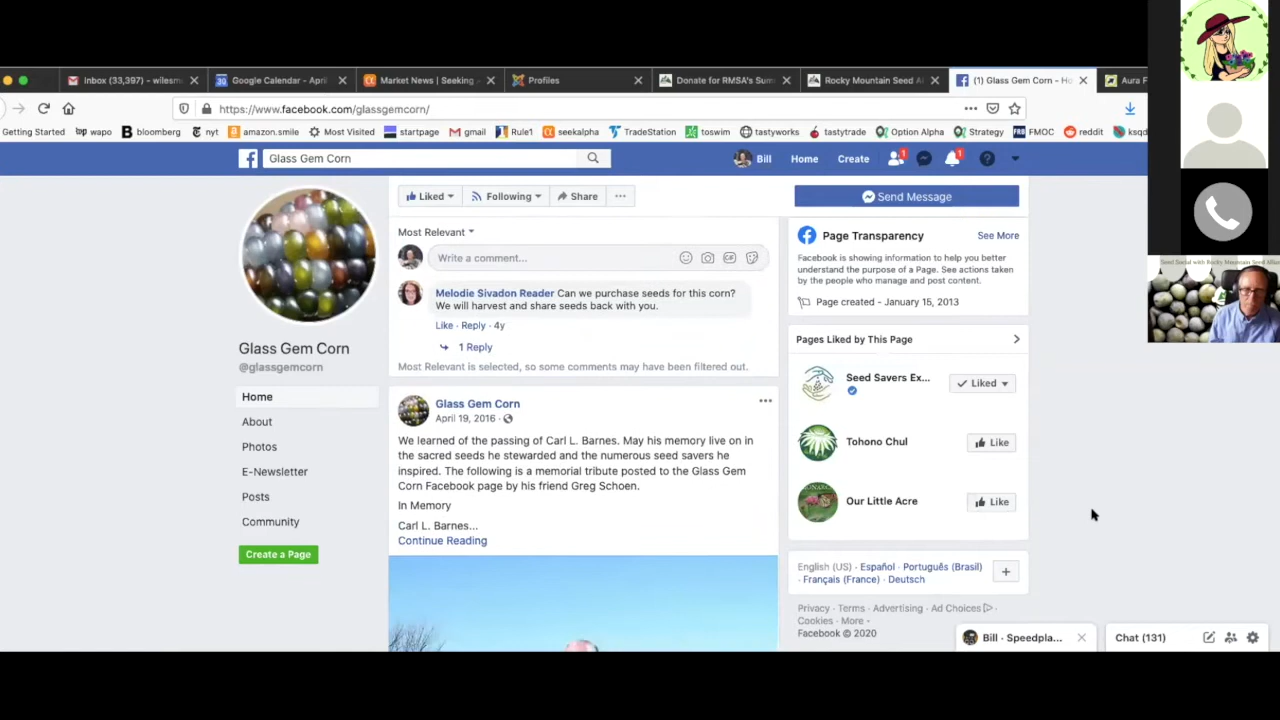 Inbox (33,397) – wilesm
Google Calendar - April
Market News | Seeking
Profiles
Donate for RMSA's Sum
Rocky Mountain Seed Al
(1) Glass Gem Corn - Ho
Aura F
https://www.facebook.com/glassgemcorn/
Getting Started wapo bloomberg nyt amazon.smile Most Visited startpage gmail Rule1 seekalpha TradeStation toswim tastyworks tastytrade Option Alpha Strategy FMOC reddit ksqd
Glass Gem Corn
Bill Home Create 1 1
Liked Following Share
Send Message
Most Relevant
Write a comment...
GIF
Melodie Sivadon Reader Can we purchase seeds for this corn?
We will harvest and share seeds back with you.
Like · Reply · 4y
1 Reply
Most Relevant is selected, so some comments may have been filtered out.
Glass Gem Corn
@glassgemcorn
Home
About
Photos
E-Newsletter
Posts
Community
Create a Page
Glass Gem Corn
April 19, 2016 ·
We learned of the passing of Carl L. Barnes. May his memory live on in
the sacred seeds he stewarded and the numerous seed savers he
inspired. The following is a memorial tribute posted to the Glass Gem
Corn Facebook page by his friend Greg Schoen.
In Memory
Carl L. Barnes...
Continue Reading
Page Transparency See More
Facebook is showing information to help you better
understand the purpose of a Page. See actions taken
by the people who manage and post content.
Page created - January 15, 2013
Pages Liked by This Page
Seed Savers Ex...
Liked
Tohono Chul
Like
Our Little Acre
Like
English (US) · Español · Português (Brasil)
· Français (France) · Deutsch
Privacy · Terms · Advertising · Ad Choices ·
Cookies · More
Facebook © 2020
Bill · Speedpla...
Chat (131)
Seed Social with Rocky Mountain Seed Allian